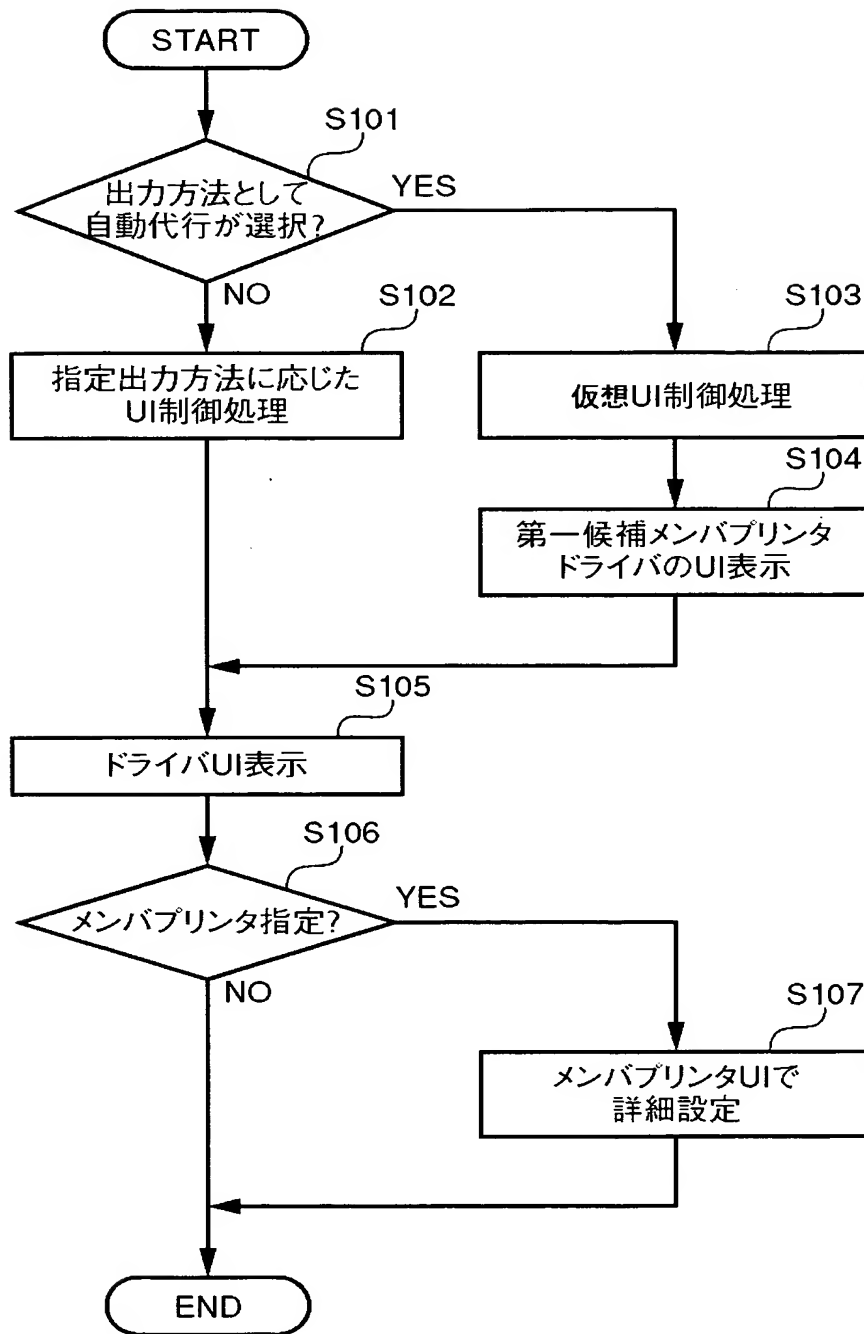 START
S101
出力方法として
自動代行が選択?
YES
NO
S102
指定出力方法に応じた
UI制御処理
S103
仮想UI制御処理
S104
第一候補メンバプリンタ
ドライバのUI表示
S105
ドライバUI表示
S106
メンバプリンタ指定?
YES
NO
S107
メンバプリンタUIで
詳細設定
END